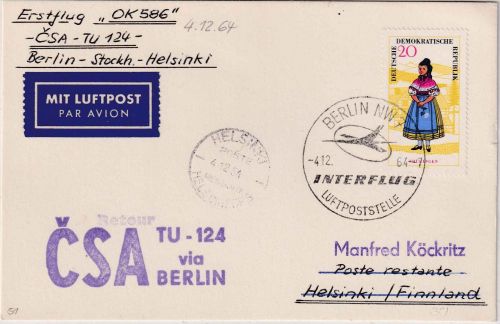 Erstflug „OK 586"
-ČSA - TU 124 -
Berlin - Stockh. - Helsinki
4.12.64
MIT LUFTPOST
PAR AVION
DEUTSCHE DEMOKRATISCHE REPUBLIK
20
BERLIN NW7
-4.12. 64-
INTERFLUG
LUFTPOSTSTELLE
HELSINKI
4.12.64
HELSINGFORS
Retour
ČSA TU-124
via
BERLIN
Manfred Köckritz
Poste restante
Helsinki / Finnland